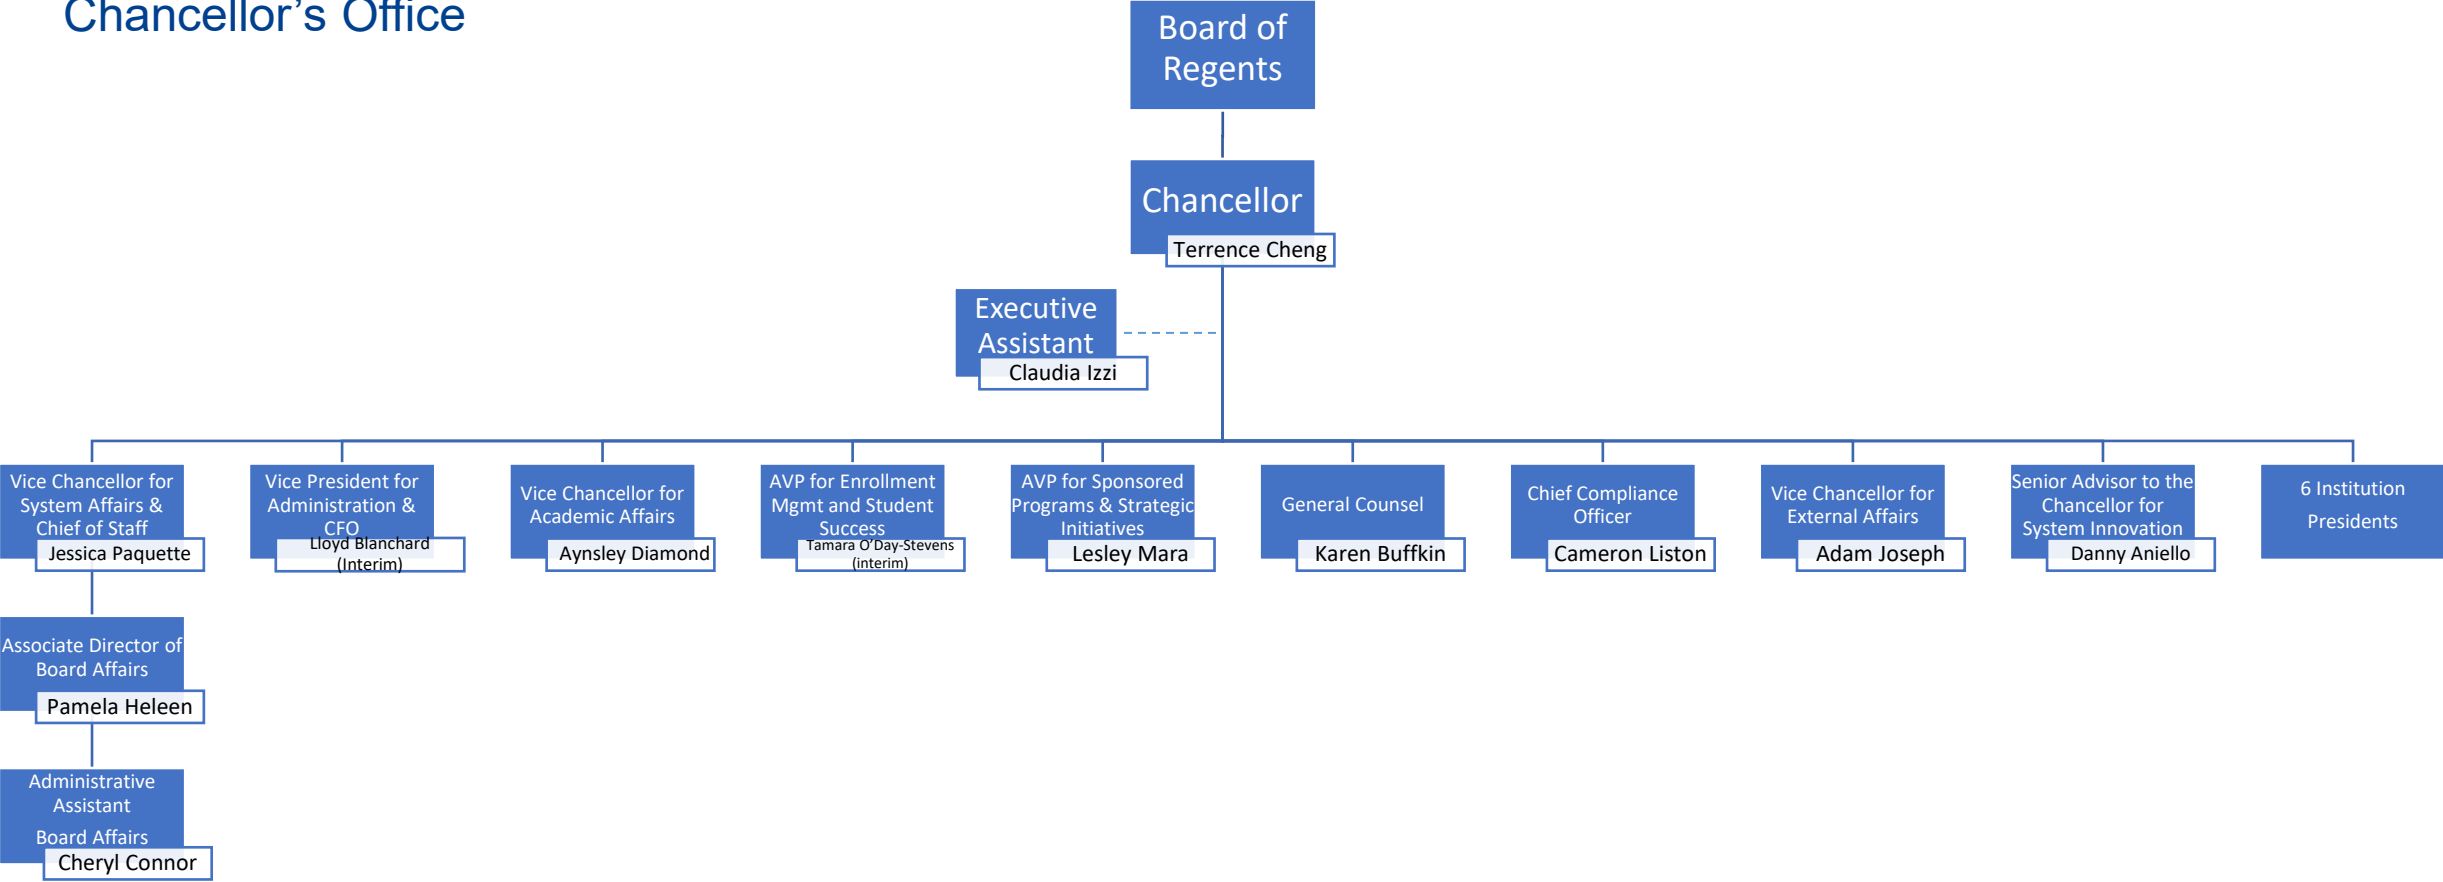 Chancellor’s Office
Board of
Regents
Chancellor
Terrence Cheng
Executive
Assistant
Claudia Izzi
Vice Chancellor for
System Affairs &
Chief of Staff
Jessica Paquette
Vice President for
Administration &
CFO
Lloyd Blanchard
(Interim)
Vice Chancellor for
Academic Affairs
Aynsley Diamond
AVP for Enrollment
Mgmt and Student
Success
Tamara O’Day-Stevens
(interim)
AVP for Sponsored
Programs & Strategic
Initiatives
Lesley Mara
General Counsel
Karen Buffkin
Chief Compliance
Officer
Cameron Liston
Vice Chancellor for
External Affairs
Adam Joseph
Senior Advisor to the
Chancellor for
System Innovation
Danny Aniello
6 Institution
Presidents
Associate Director of
Board Affairs
Pamela Heleen
Administrative
Assistant
Board Affairs
Cheryl Connor